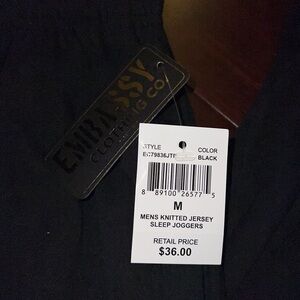 EMBASSY
CLOTHING CO.
STYLE
COLOR
BLACK
8 89100 26577 5
M
MENS KNITTED JERSEY
SLEEP JOGGERS
RETAIL PRICE
$36.00